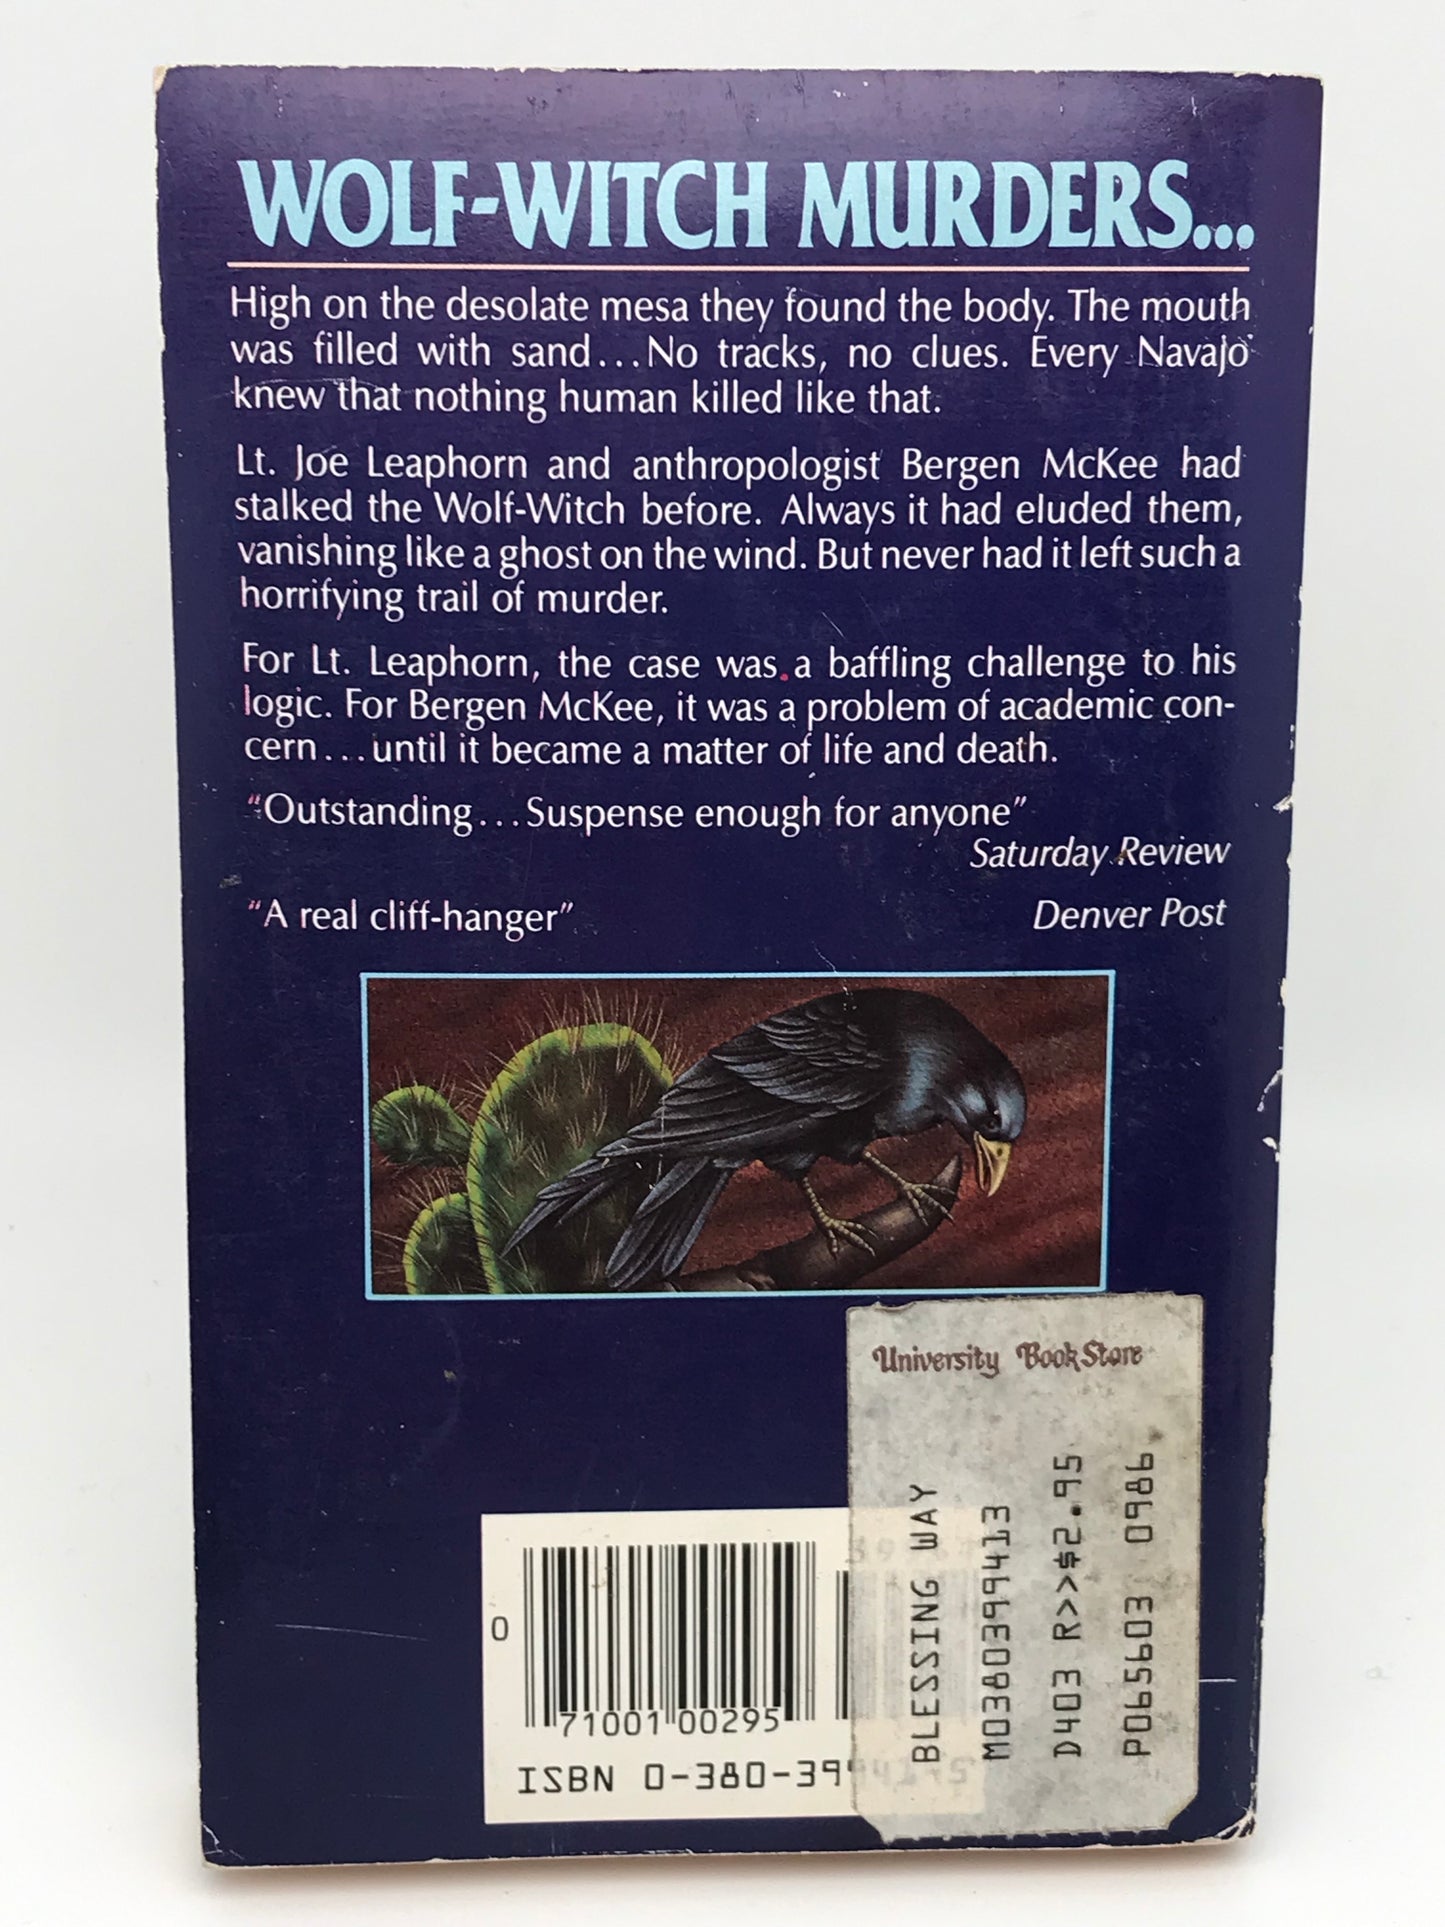 WOLF-WITCH MURDERS...
High on the desolate mesa they found the body. The mouth
was filled with sand...No tracks, no clues. Every Navajo
knew that nothing human killed like that.
Lt. Joe Leaphorn and anthropologist Bergen McKee had
stalked the Wolf-Witch before. Always it had eluded them,
vanishing like a ghost on the wind. But never had it left such a
horrifying trail of murder.
For Lt. Leaphorn, the case was a baffling challenge to his
logic. For Bergen McKee, it was a problem of academic con-
cern...until it became a matter of life and death.
"Outstanding...Suspense enough for anyone"
Saturday Review
"A real cliff-hanger"
Denver Post
University Book Store
BLESSING WAY
M0380399413
D403 R>>$2.95
P065603 0986
0
71001 00295
ISBN 0-380-39941-5